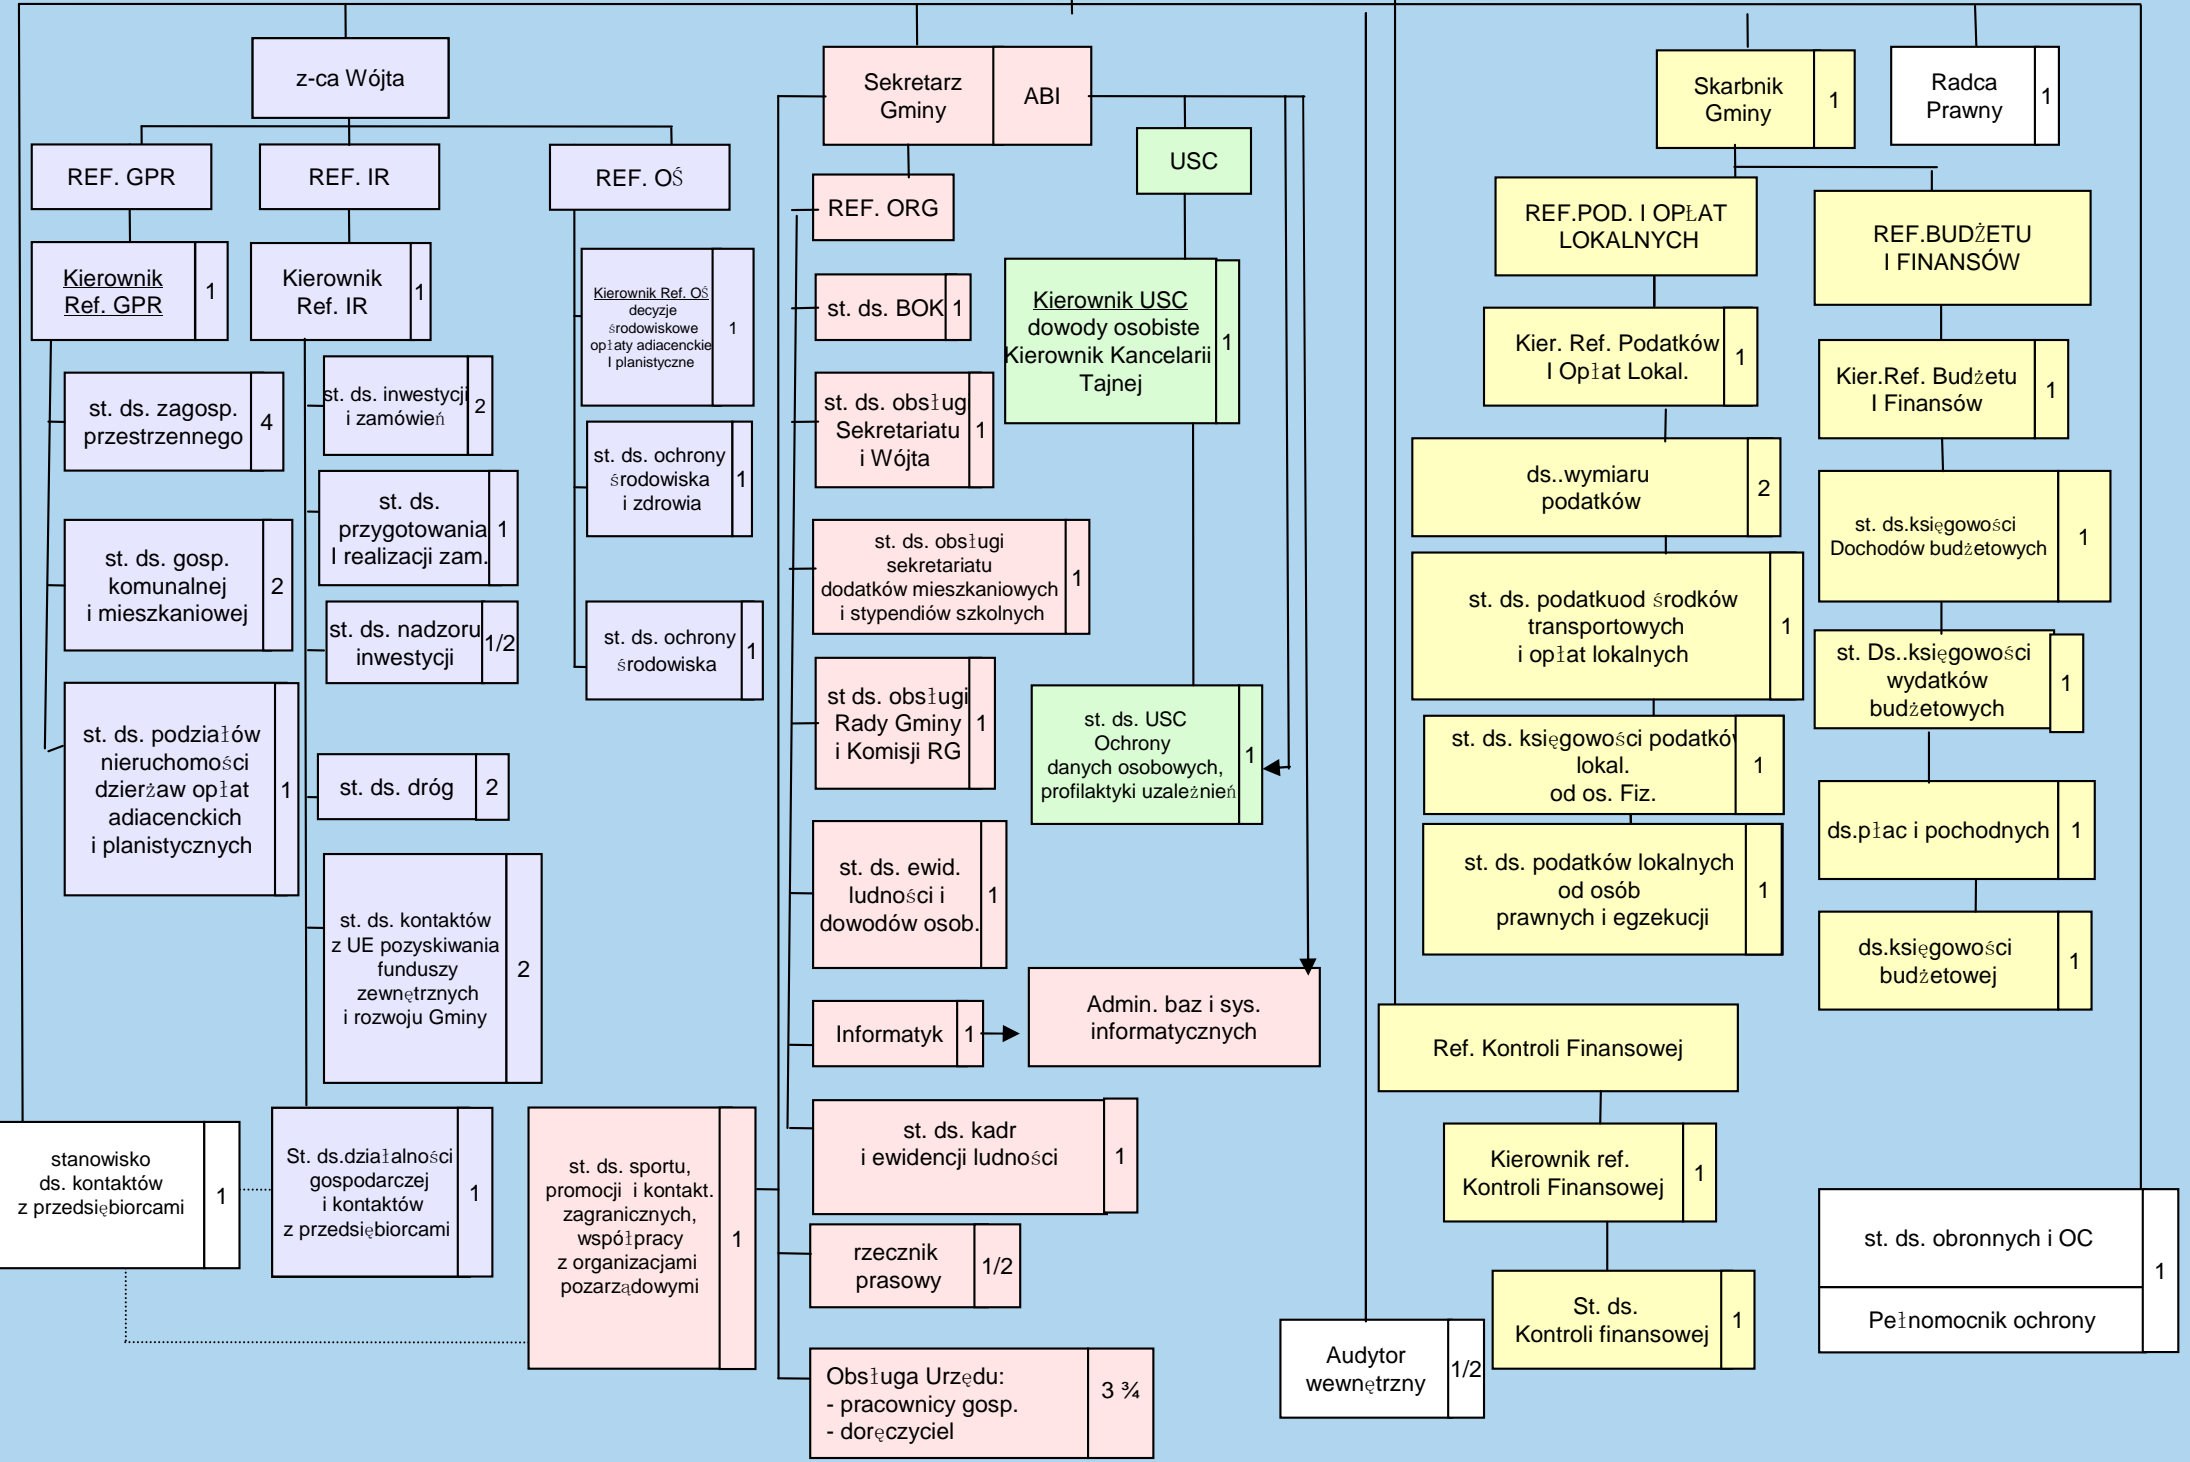 z-ca Wójta
REF. GPR
REF. IR
REF. OŚ
Kierownik
Ref. GPR
1
Kierownik
Ref. IR
1
Kierownik Ref. OŚ
decyzje
środowiskowe
opłaty adiacenckie
I planistyczne
1
st. ds. zagosp.
przestrzennego
4
st. ds. gosp.
komunalnej
i mieszkaniowej
2
st. ds. podziałów
nieruchomości
dzierżaw opłat
adiacenckich
i planistycznych
1
st. ds. inwestycji
i zamówień
2
st. ds.
przygotowania
I realizacji zam.
1
st. ds. nadzoru
inwestycji
1/2
st. ds. dróg
2
st. ds. kontaktów
z UE pozyskiwania
funduszy
zewnętrznych
i rozwoju Gminy
2
St. ds.działalności
gospodarczej
i kontaktów
z przedsiębiorcami
1
st. ds. ochrony
środowiska
i zdrowia
1
st. ds. ochrony
środowiska
1
stanowisko
ds. kontaktów
z przedsiębiorcami
1
Sekretarz
Gminy
ABI
REF. ORG
st. ds. BOK
1
st. ds. obsług
Sekretariatu
i Wójta
1
st. ds. obsługi
sekretariatu
dodatków mieszkaniowych
i stypendiów szkolnych
1
st ds. obsługi
Rady Gminy
i Komisji RG
1
st. ds. ewid.
ludności i
dowodów osob.
1
Informatyk
1
Admin. baz i sys.
informatycznych
st. ds. kadr
i ewidencji ludności
1
st. ds. sportu,
promocji i kontakt.
zagranicznych,
współpracy
z organizacjami
pozarządowymi
1
rzecznik
prasowy
1/2
Obsługa Urzędu:
- pracownicy gosp.
- doręczyciel
3 ¾
USC
Kierownik USC
dowody osobiste
Kierownik Kancelarii
Tajnej
1
st. ds. USC
Ochrony
danych osobowych,
profilaktyki uzależnień
1
Audytor
wewnętrzny
1/2
Skarbnik
Gminy
1
Radca
Prawny
1
REF.POD. I OPŁAT
LOKALNYCH
Kier. Ref. Podatków
I Opłat Lokal.
1
ds..wymiaru
podatków
2
st. ds. podatkuod środków
transportowych
i opłat lokalnych
1
st. ds. księgowości podatków
lokal.
od os. Fiz.
1
st. ds. podatków lokalnych
od osób
prawnych i egzekucji
1
REF.BUDŻETU
I FINANSÓW
Kier.Ref. Budżetu
I Finansów
1
st. ds.księgowości
Dochodów budżetowych
1
st. Ds..księgowości
wydatków
budżetowych
1
ds.płac i pochodnych
1
ds.księgowości
budżetowej
1
Ref. Kontroli Finansowej
Kierownik ref.
Kontroli Finansowej
1
St. ds.
Kontroli finansowej
1
st. ds. obronnych i OC
Pełnomocnik ochrony
1